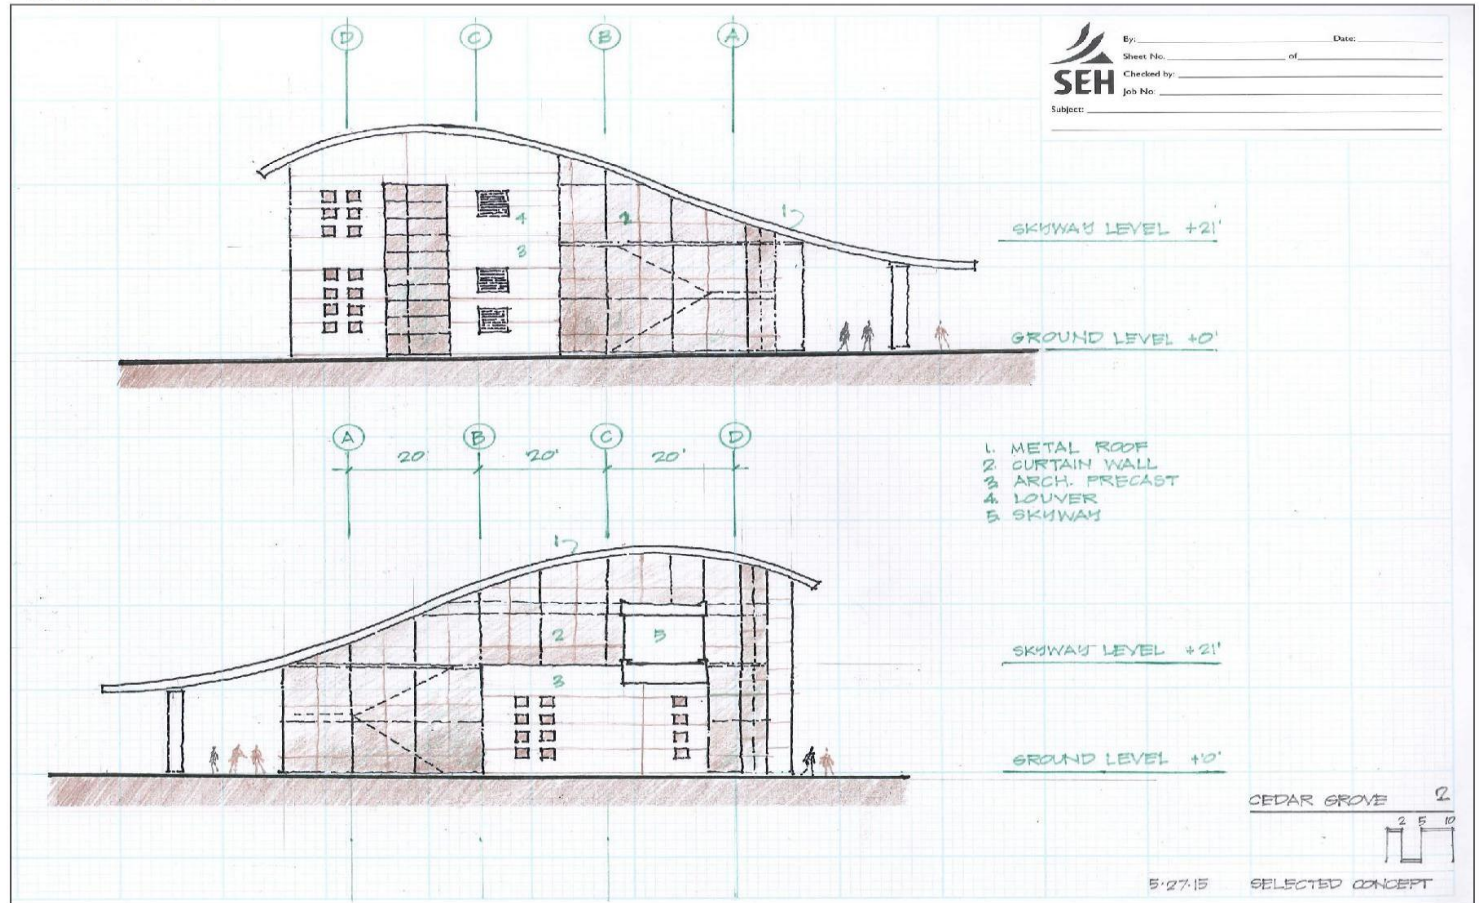 D C B A
SEH
By: Date:
Sheet No. of
Checked by:
Job No:
Subject:
1
4
2
3
SKYWAY LEVEL +21'
GROUND LEVEL +0'
A B C D
20' 20' 20'
1. METAL ROOF
2. CURTAIN WALL
3. ARCH. PRECAST
4. LOUVER
5. SKYWAY
1
2
5
3
SKYWAY LEVEL +21'
GROUND LEVEL +'0'
CEDAR GROVE 2
2 5 10
5·27·15 SELECTED CONCEPT